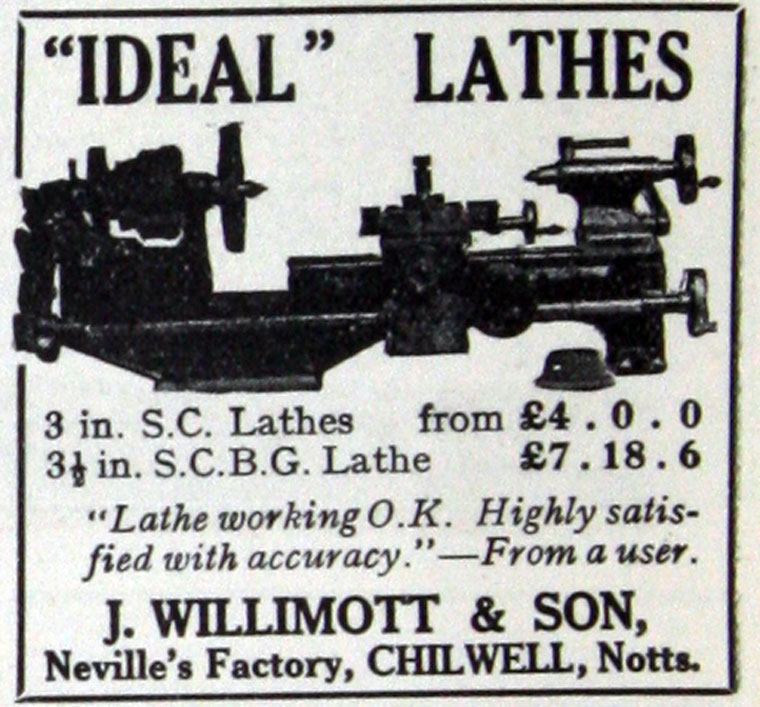 "IDEAL" LATHES
3 in. S.C. Lathes from £4 . 0 . 0
3½ in. S.C.B.G. Lathe £7 . 18 . 6
"Lathe working O.K. Highly satis-
fied with accuracy."—From a user.
J. WILLIMOTT & SON,
Neville's Factory, CHILWELL, Notts.